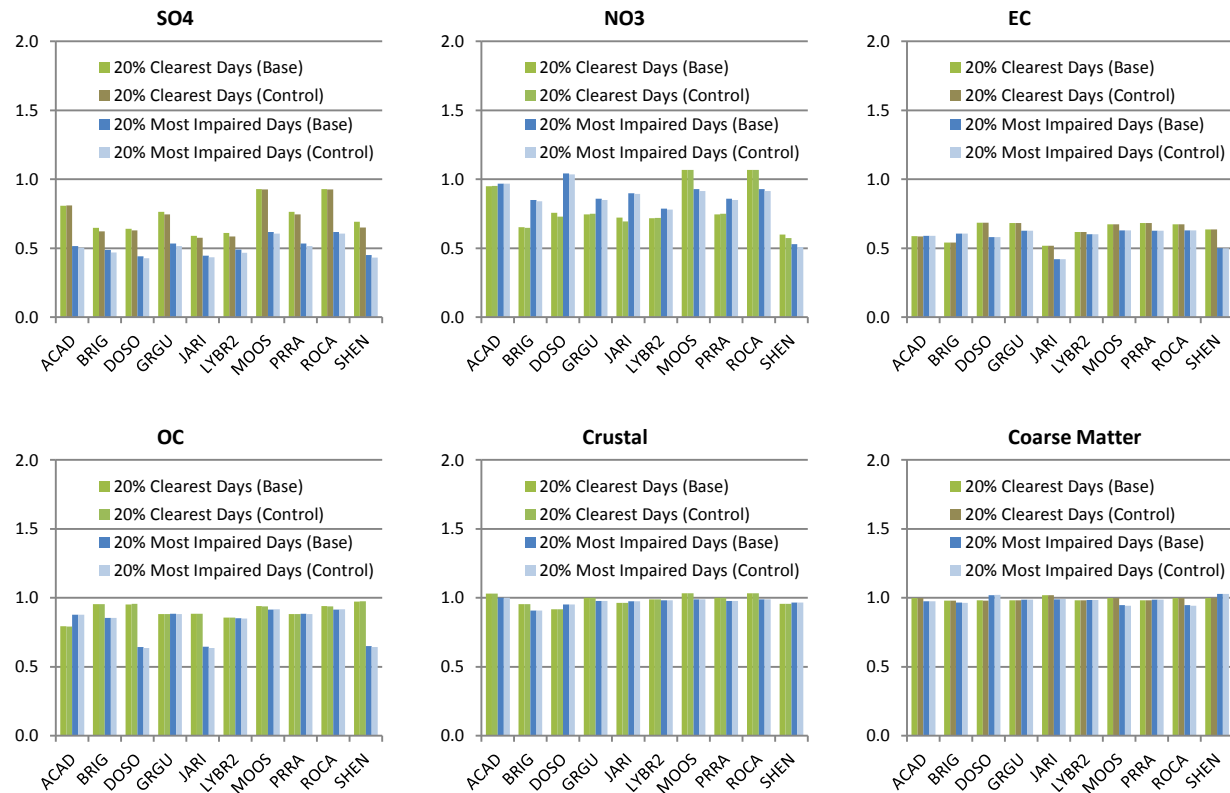 SO4
2.0
1.5
1.0
0.5
0.0
20% Clearest Days (Base)
20% Clearest Days (Control)
20% Most Impaired Days (Base)
20% Most Impaired Days (Control)
ACAD
BRIG
DOSO
GRGU
JARI
LYBR2
MOOS
PRRA
ROCA
SHEN
NO3
2.0
1.5
1.0
0.5
0.0
20% Clearest Days (Base)
20% Clearest Days (Control)
20% Most Impaired Days (Base)
20% Most Impaired Days (Control)
ACAD
BRIG
DOSO
GRGU
JARI
LYBR2
MOOS
PRRA
ROCA
SHEN
EC
2.0
1.5
1.0
0.5
0.0
20% Clearest Days (Base)
20% Clearest Days (Control)
20% Most Impaired Days (Base)
20% Most Impaired Days (Control)
ACAD
BRIG
DOSO
GRGU
JARI
LYBR2
MOOS
PRRA
ROCA
SHEN
OC
2.0
1.5
1.0
0.5
0.0
20% Clearest Days (Base)
20% Clearest Days (Control)
20% Most Impaired Days (Base)
20% Most Impaired Days (Control)
ACAD
BRIG
DOSO
GRGU
JARI
LYBR2
MOOS
PRRA
ROCA
SHEN
Crustal
2.0
1.5
1.0
0.5
0.0
20% Clearest Days (Base)
20% Clearest Days (Control)
20% Most Impaired Days (Base)
20% Most Impaired Days (Control)
ACAD
BRIG
DOSO
GRGU
JARI
LYBR2
MOOS
PRRA
ROCA
SHEN
Coarse Matter
2.0
1.5
1.0
0.5
0.0
20% Clearest Days (Base)
20% Clearest Days (Control)
20% Most Impaired Days (Base)
20% Most Impaired Days (Control)
ACAD
BRIG
DOSO
GRGU
JARI
LYBR2
MOOS
PRRA
ROCA
SHEN